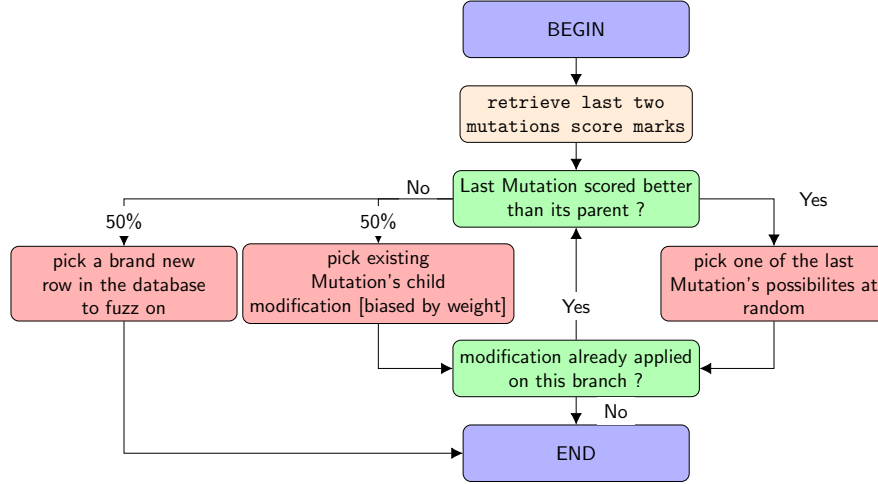 BEGIN
retrieve last two
mutations score marks
Last Mutation scored better
than its parent ?
No
Yes
50%
50%
pick a brand new
row in the database
to fuzz on
pick existing
Mutation's child
modification [biased by weight]
pick one of the last
Mutation's possibilites at
random
Yes
modification already applied
on this branch ?
No
END